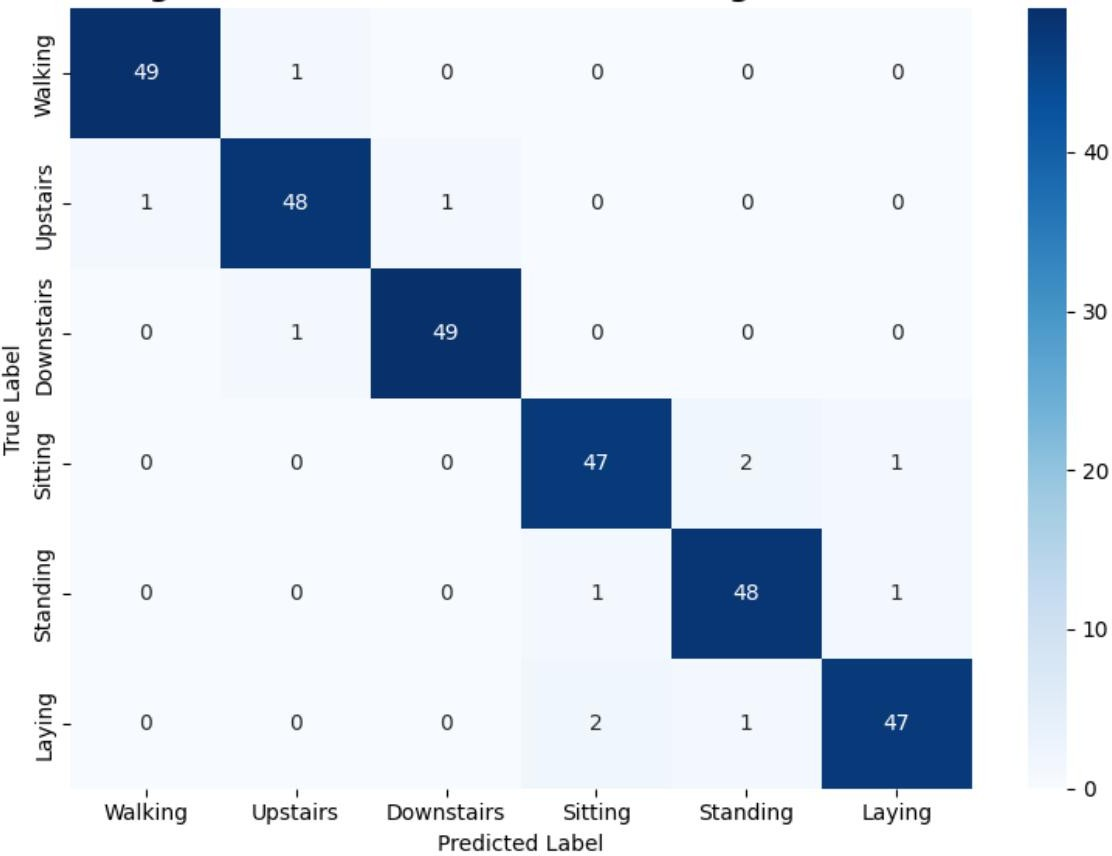 Walking 49 1 0 0 0 0
Upstairs 1 48 1 0 0 0
Downstairs 0 1 49 0 0 0
Sitting 0 0 0 47 2 1
Standing 0 0 0 1 48 1
Laying 0 0 0 2 1 47
True Label
Walking Upstairs Downstairs Sitting Standing Laying
Predicted Label
40
30
20
10
0